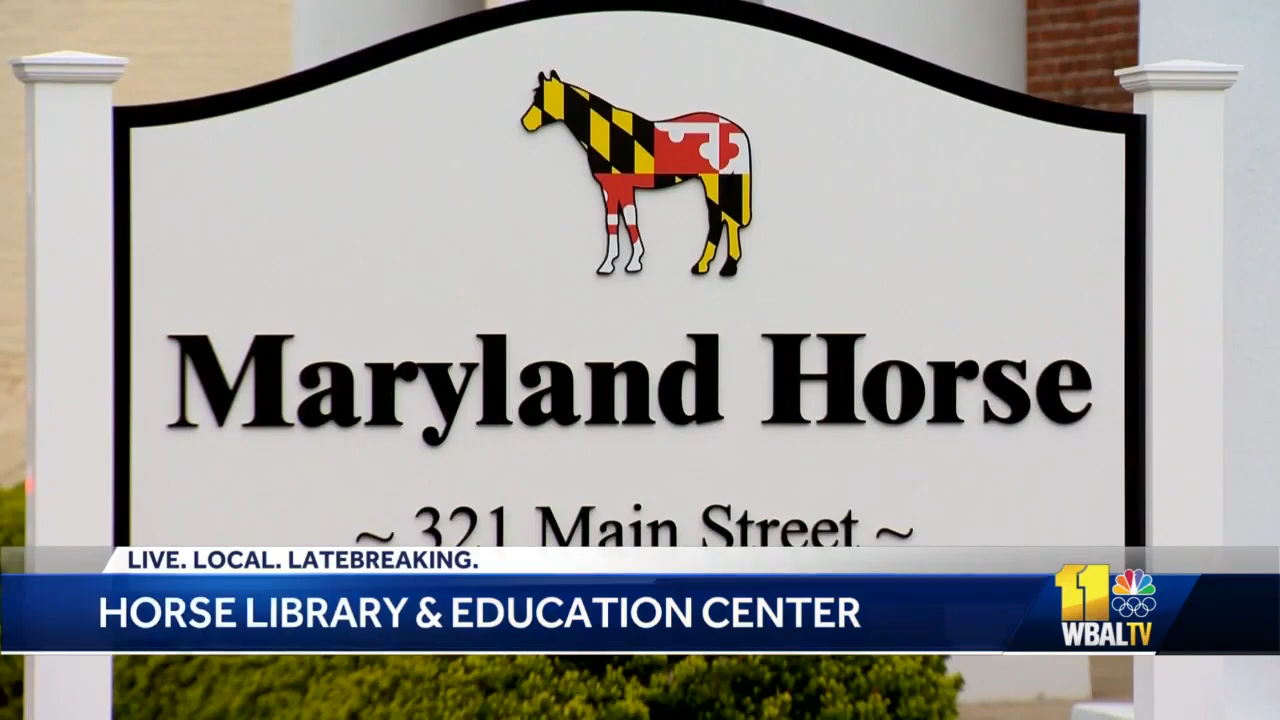 Maryland Horse
~ 321 Main Street ~
LIVE. LOCAL. LATEBREAKING.
HORSE LIBRARY & EDUCATION CENTER
11
WBALTV